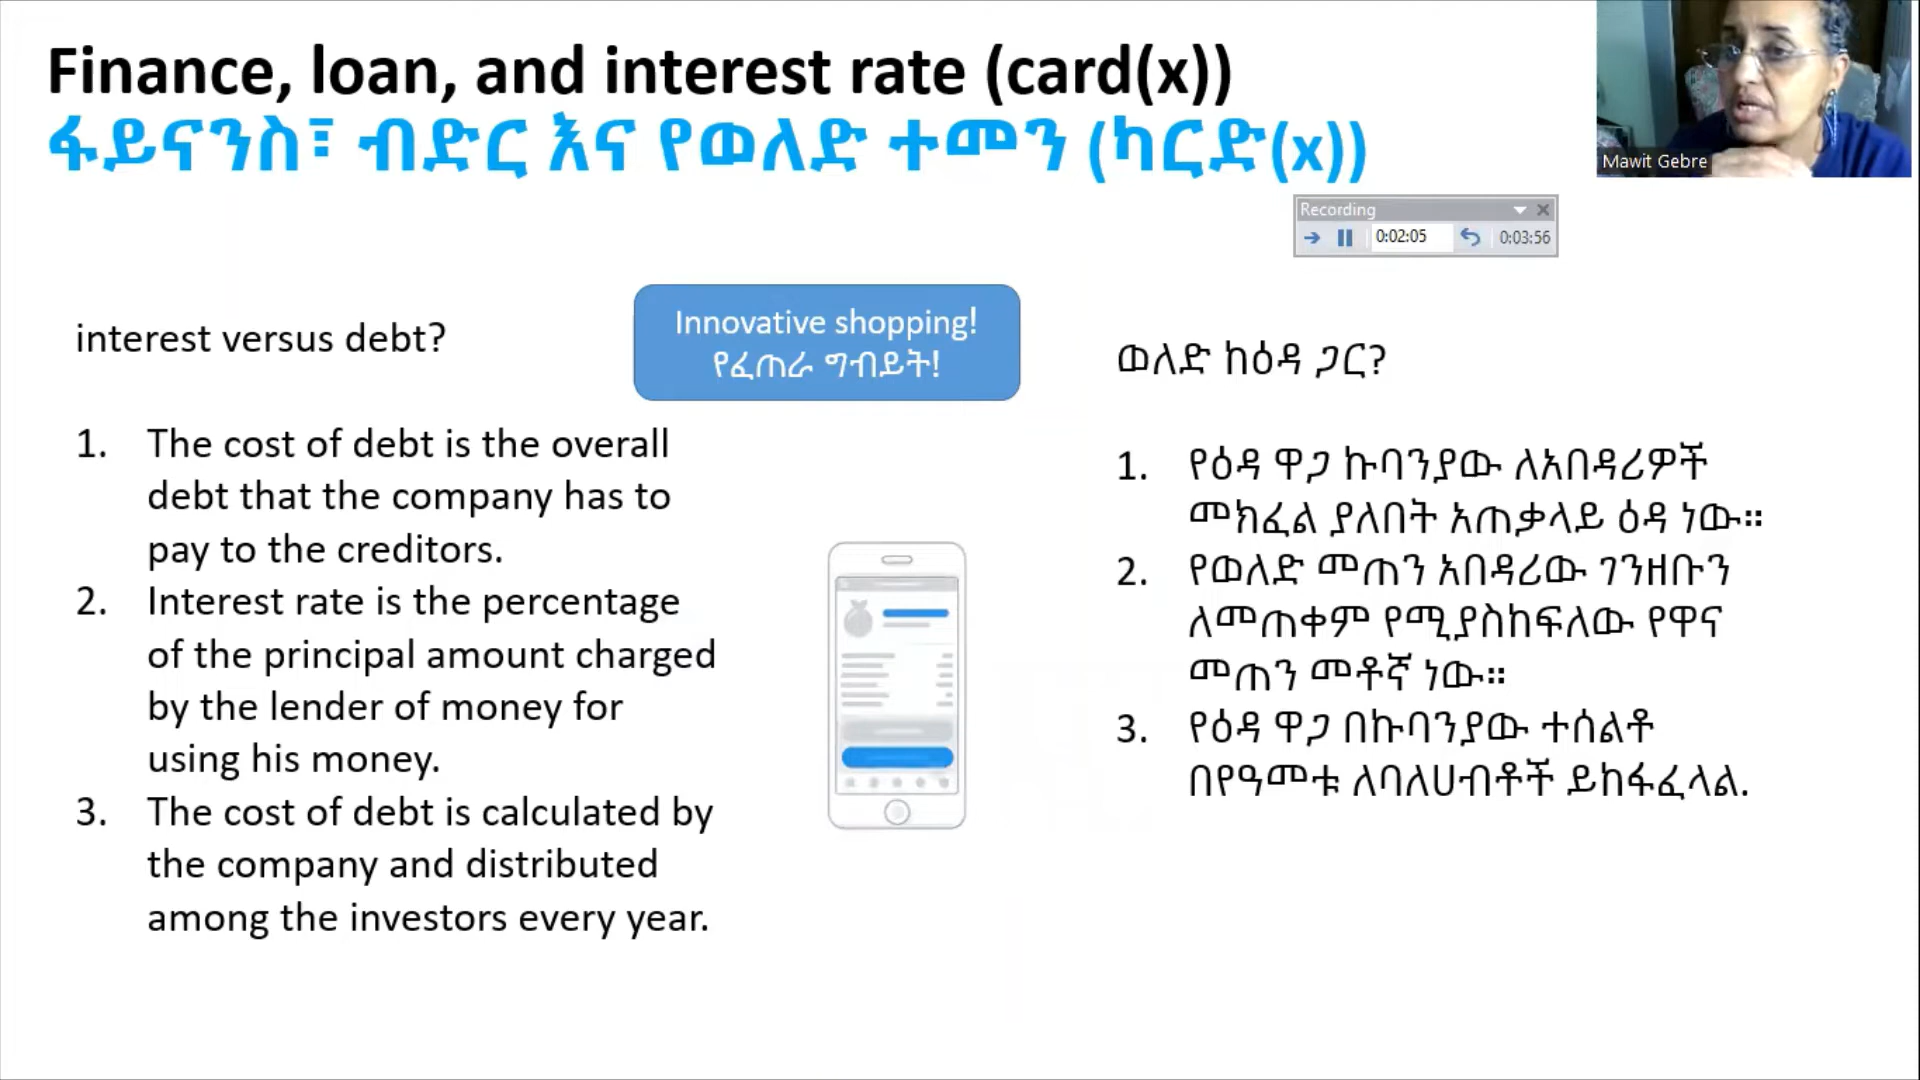 Finance, loan, and interest rate (card(x))
ፋይናንስ፣ ብድር እና የወለድ ተመን (ካርድ(x))
Mawit Gebre
Recording
0:02:05
0:03:56
interest versus debt?
Innovative shopping!
የፈጠራ ግብይት!
1. The cost of debt is the overall
debt that the company has to
pay to the creditors.
2. Interest rate is the percentage
of the principal amount charged
by the lender of money for
using his money.
3. The cost of debt is calculated by
the company and distributed
among the investors every year.
ወለድ ከዕዳ ጋር?
1. የዕዳ ዋጋ ኩባንያው ለአበዳሪዎች
መክፈል ያለበት አጠቃላይ ዕዳ ነው።
2. የወለድ መጠን አበዳሪው ገንዘቡን
ለመጠቀም የሚያስከፍለው የዋና
መጠን መቶኛ ነው።
3. የዕዳ ዋጋ በኩባንያው ተሰልቶ
በየዓመቱ ለባለሀብቶች ይከፋፈላል.